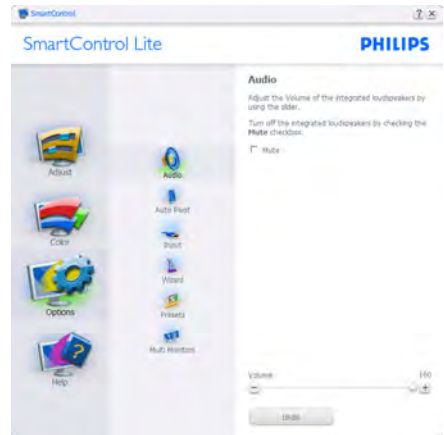 SmartControl
SmartControl Lite
PHILIPS
Audio
Adjust the Volume of the integrated loudspeakers by
using the slider.
Turn off the integrated loudspeakers by checking the
Mute checkbox.
Mute
Adjust
Color
Options
Help
Audio
Auto Pivot
Input
Wizard
Presets
Multi Monitors
Volume
Undo